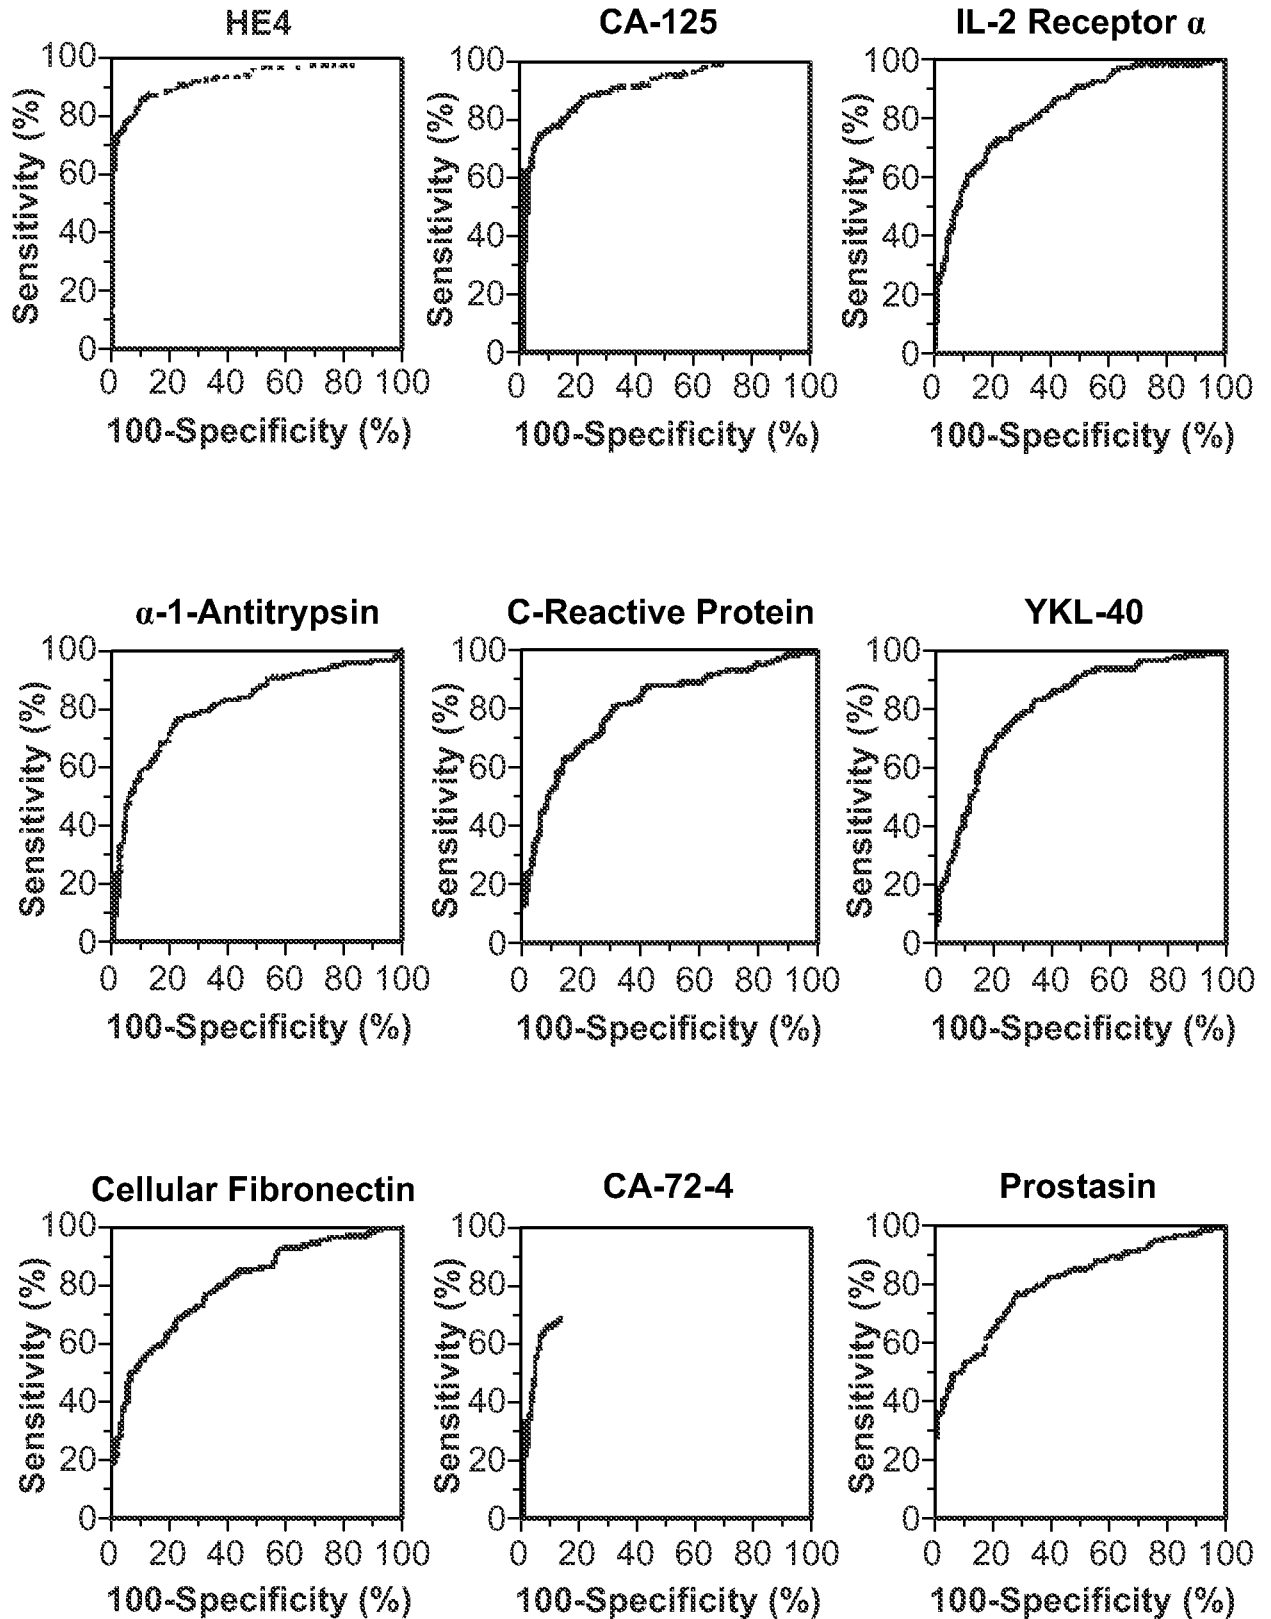 HE4
CA-125
IL-2 Receptor α
Sensitivity (%)
100
80
60
40
20
0
0 20 40 60 80 100
100-Specificity (%)
Sensitivity (%)
100
80
60
40
20
0
0 20 40 60 80 100
100-Specificity (%)
Sensitivity (%)
100
80
60
40
20
0
0 20 40 60 80 100
100-Specificity (%)
α-1-Antitrypsin
C-Reactive Protein
YKL-40
Sensitivity (%)
100
80
60
40
20
0
0 20 40 60 80 100
100-Specificity (%)
Sensitivity (%)
100
80
60
40
20
0
0 20 40 60 80 100
100-Specificity (%)
Sensitivity (%)
100
80
60
40
20
0
0 20 40 60 80 100
100-Specificity (%)
Cellular Fibronectin
CA-72-4
Prostasin
Sensitivity (%)
100
80
60
40
20
0
0 20 40 60 80 100
100-Specificity (%)
Sensitivity (%)
100
80
60
40
20
0
0 20 40 60 80 100
100-Specificity (%)
Sensitivity (%)
100
80
60
40
20
0
0 20 40 60 80 100
100-Specificity (%)